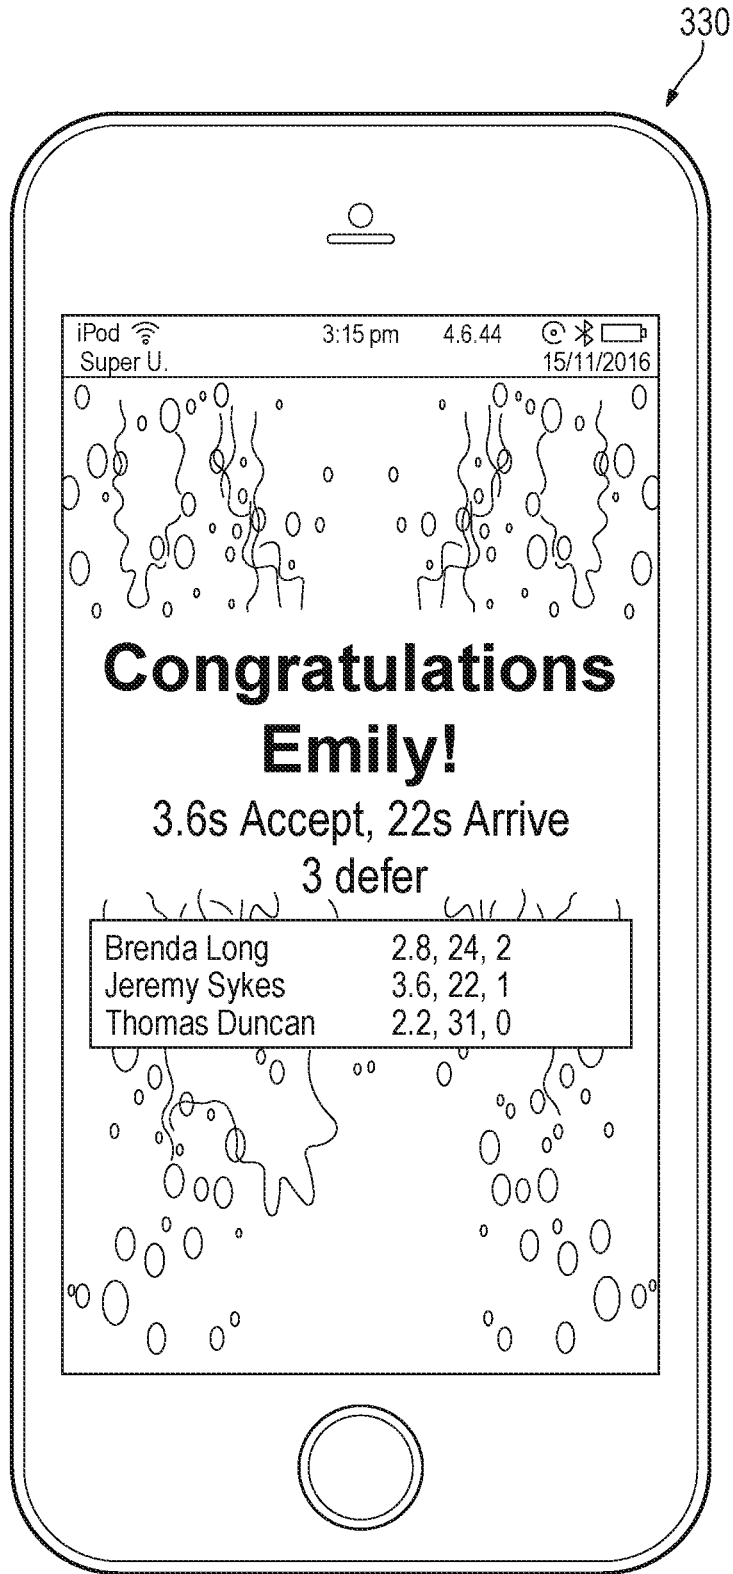 330
iPod 3:15 pm 4.6.44
Super U. 15/11/2016
Congratulations
Emily!
3.6s Accept, 22s Arrive
3 defer
Brenda Long 2.8, 24, 2
Jeremy Sykes 3.6, 22, 1
Thomas Duncan 2.2, 31, 0